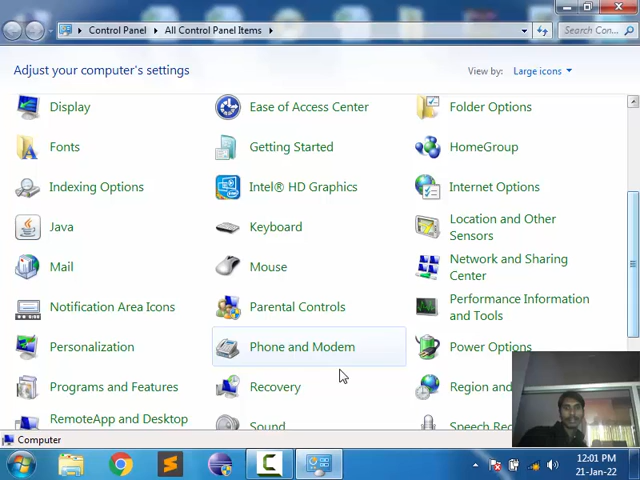 Control Panel
All Control Panel Items
Search Con...
Adjust your computer's settings
View by:
Large icons
Display
Ease of Access Center
Folder Options
Fonts
Getting Started
HomeGroup
Indexing Options
Intel® HD Graphics
Internet Options
Java
Keyboard
Location and Other
Sensors
Mail
Mouse
Network and Sharing
Center
Notification Area Icons
Parental Controls
Performance Information
and Tools
Personalization
Phone and Modem
Power Options
Programs and Features
Recovery
Region and
RemoteApp and Desktop
Sound
Speech Rec
Computer
12:01 PM
21-Jan-22